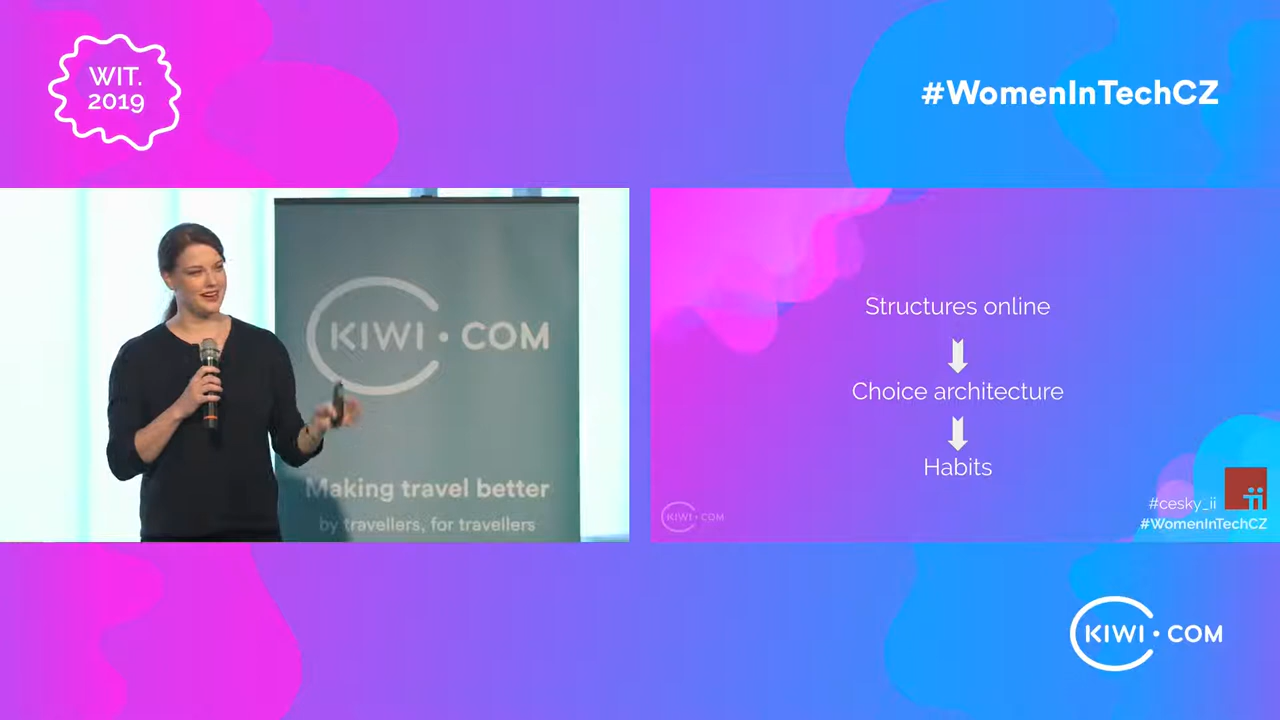 WIT.
2019
#WomenInTechCZ
KIWI·COM
Making travel better
by travellers, for travellers
Structures online
Choice architecture
Habits
KIWI·COM
#cesky_ii
ii
#WomenInTechCZ
KIWI·COM